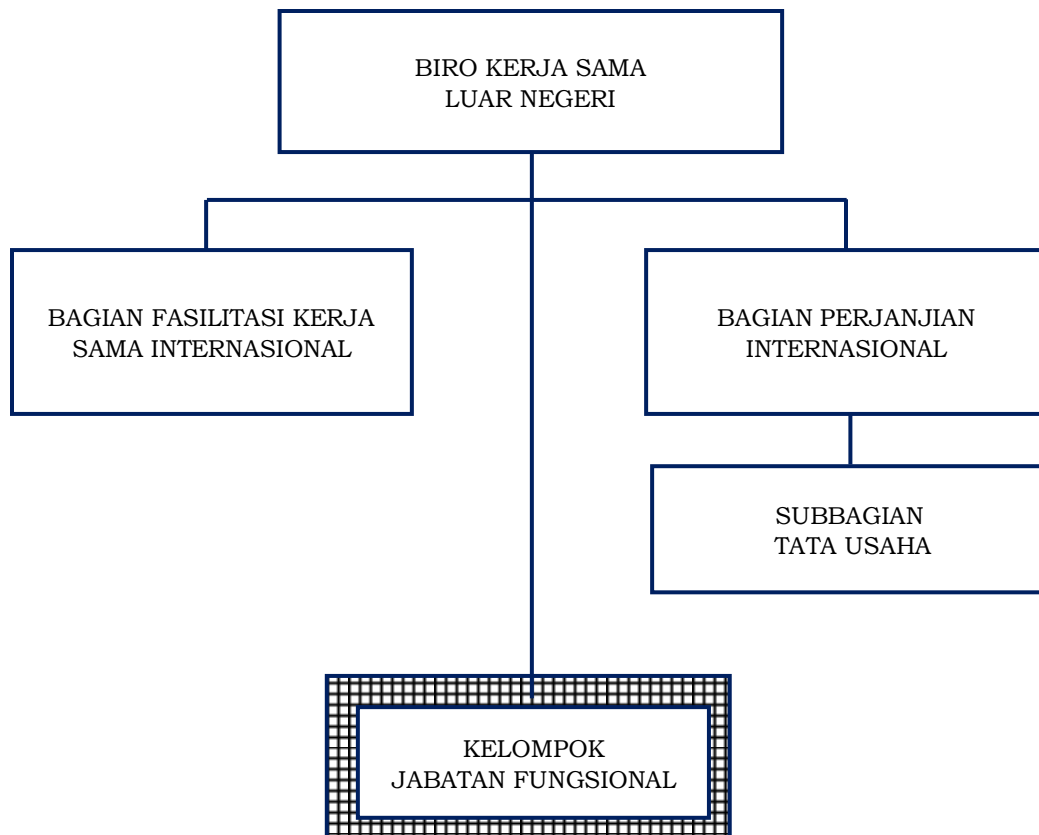 BIRO KERJA SAMA
LUAR NEGERI
BAGIAN FASILITASI KERJA
SAMA INTERNASIONAL
BAGIAN PERJANJIAN
INTERNASIONAL
SUBBAGIAN
TATA USAHA
KELOMPOK
JABATAN FUNGSIONAL